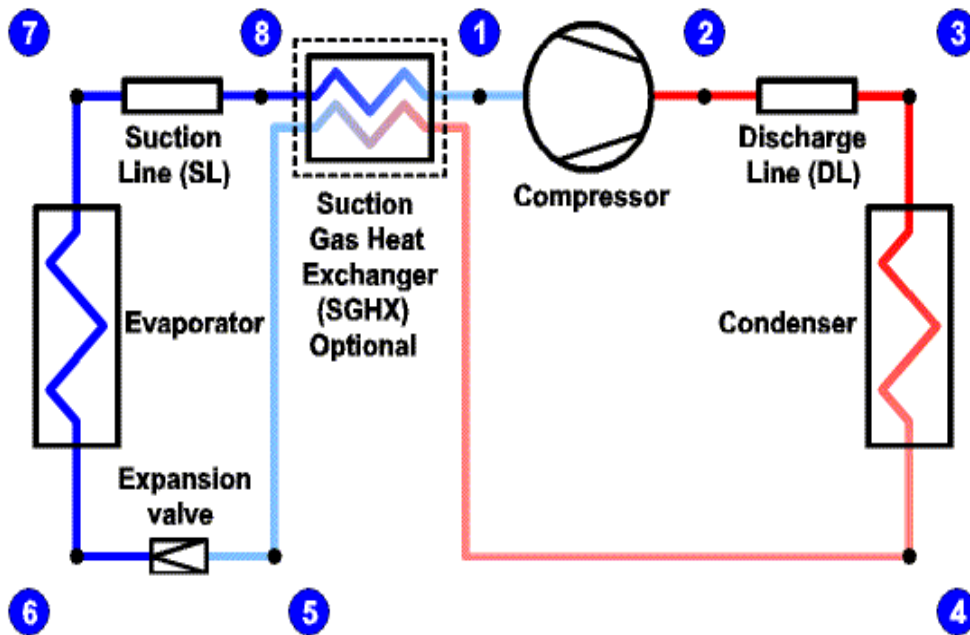 7
8
1
2
3
Suction
Line (SL)
Discharge
Line (DL)
Compressor
Suction
Gas Heat
Exchanger
(SGHX)
Optional
Evaporator
Condenser
Expansion
valve
6
5
4